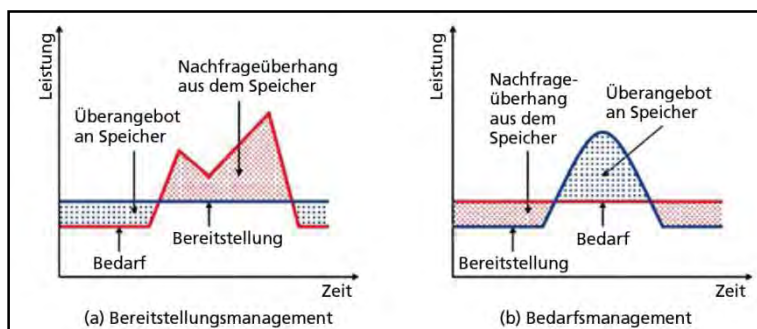 Leistung
Nachfrageüberhang
aus dem Speicher
Überangebot
an Speicher
Bereitstellung
Bedarf
Zeit
(a) Bereitstellungsmanagement
Leistung
Nachfrage-
überhang
aus dem
Speicher
Überangebot
an Speicher
Bedarf
Bereitstellung
Zeit
(b) Bedarfsmanagement